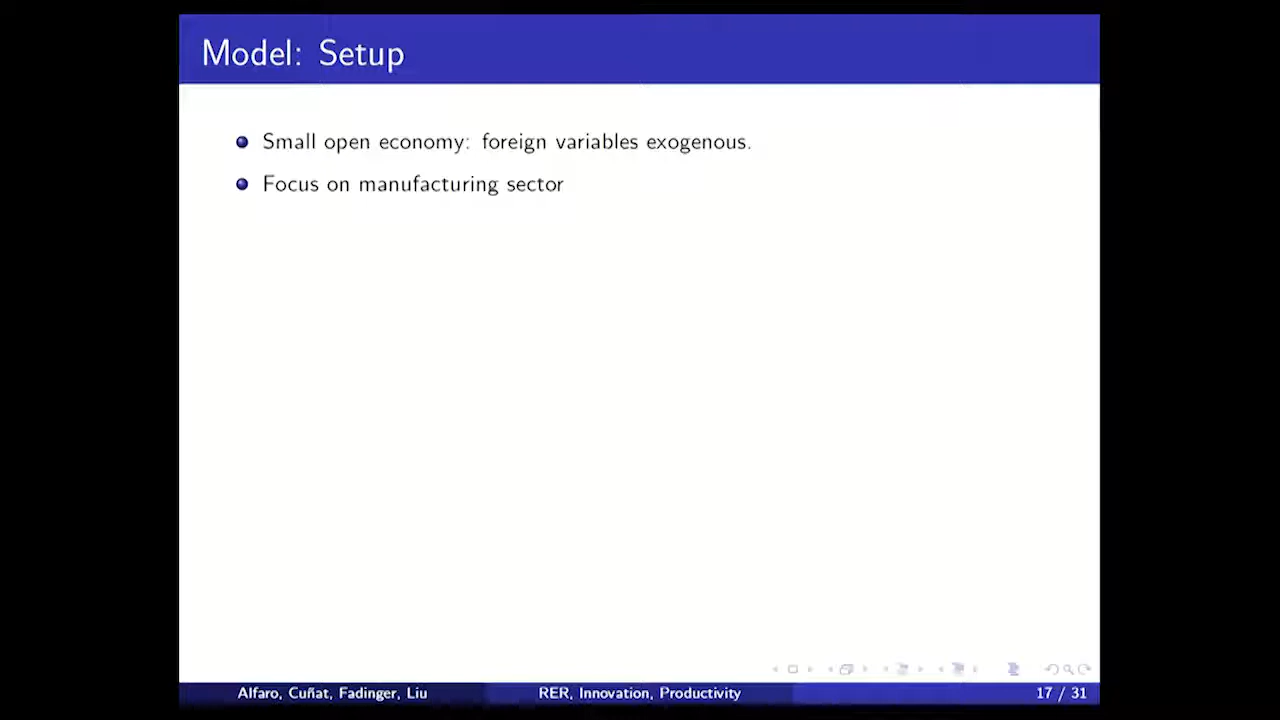 Model: Setup
Small open economy: foreign variables exogenous.
Focus on manufacturing sector
Alfaro, Cuñat, Fadinger, Liu
RER, Innovation, Productivity
17 / 31